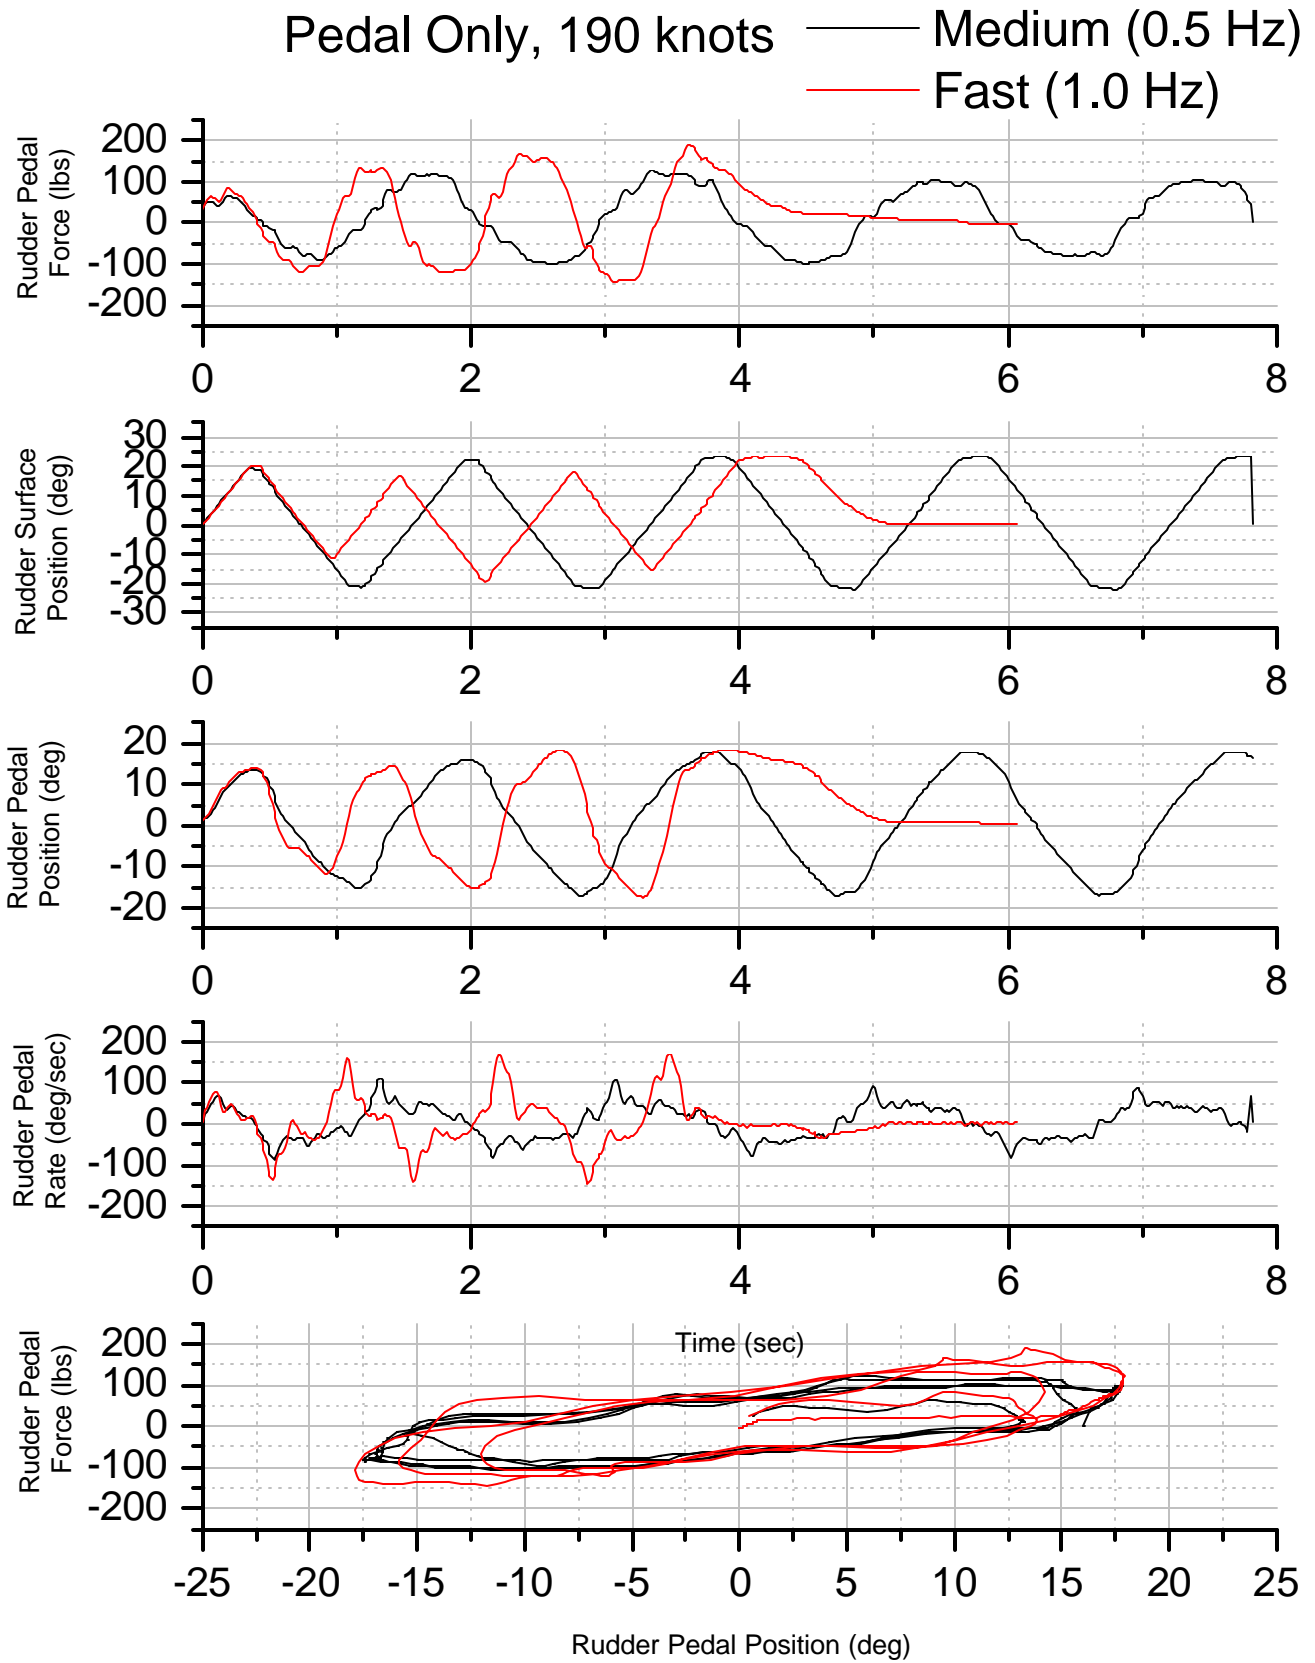 Pedal Only, 190 knots
Medium (0.5 Hz)
Fast (1.0 Hz)
Rudder Pedal
Force (lbs)
200
100
0
-100
-200
0 2 4 6 8
Rudder Surface
Position (deg)
30
20
10
0
-10
-20
-30
0 2 4 6 8
Rudder Pedal
Position (deg)
20
10
0
-10
-20
0 2 4 6 8
Rudder Pedal
Rate (deg/sec)
200
100
0
-100
-200
0 2 4 6 8
Time (sec)
Rudder Pedal
Force (lbs)
200
100
0
-100
-200
-25 -20 -15 -10 -5 0 5 10 15 20 25
Rudder Pedal Position (deg)